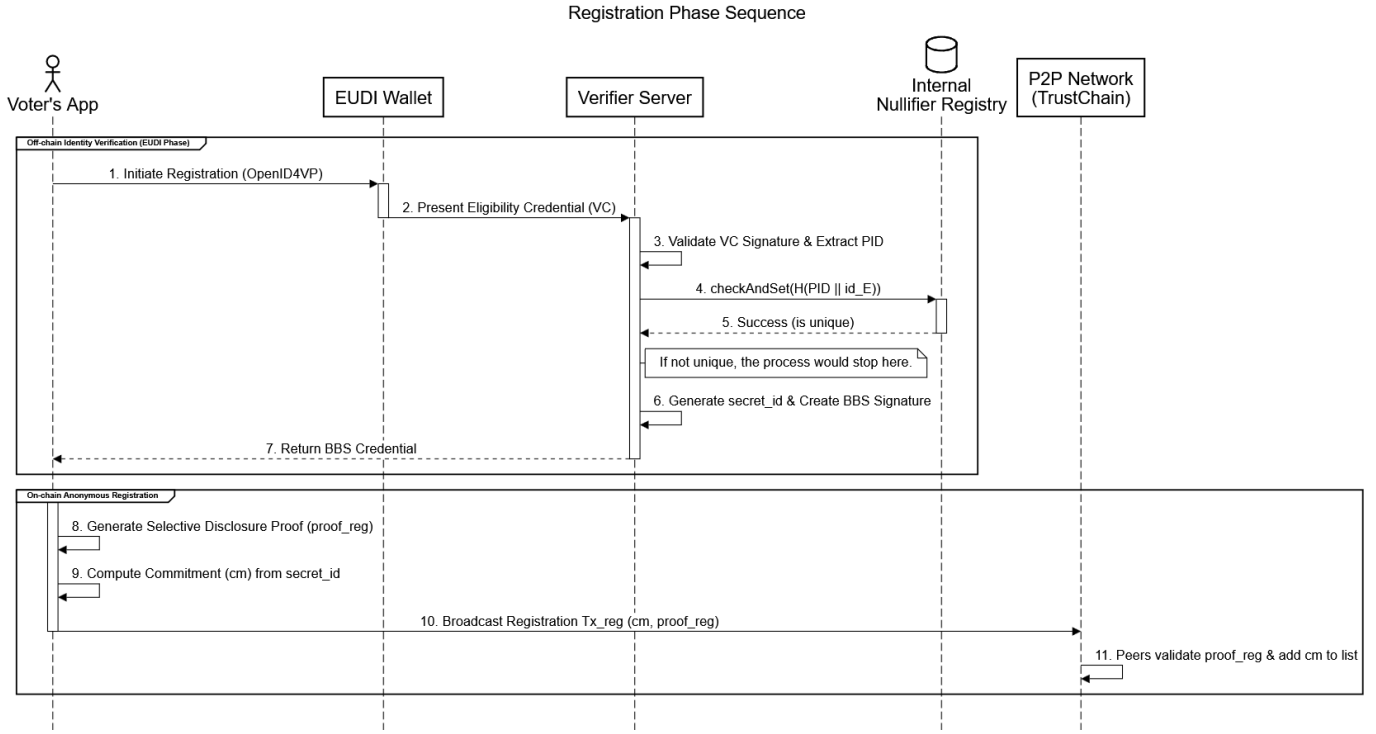 Registration Phase Sequence
Voter's App
EUDI Wallet
Verifier Server
Internal
Nullifier Registry
P2P Network
(TrustChain)
Off-chain Identity Verification (EUDI Phase)
1. Initiate Registration (OpenID4VP)
2. Present Eligibility Credential (VC)
3. Validate VC Signature & Extract PID
4. checkAndSet(H(PID || id_E))
5. Success (is unique)
If not unique, the process would stop here.
6. Generate secret_id & Create BBS Signature
7. Return BBS Credential
On-chain Anonymous Registration
8. Generate Selective Disclosure Proof (proof_reg)
9. Compute Commitment (cm) from secret_id
10. Broadcast Registration Tx_reg (cm, proof_reg)
11. Peers validate proof_reg & add cm to list